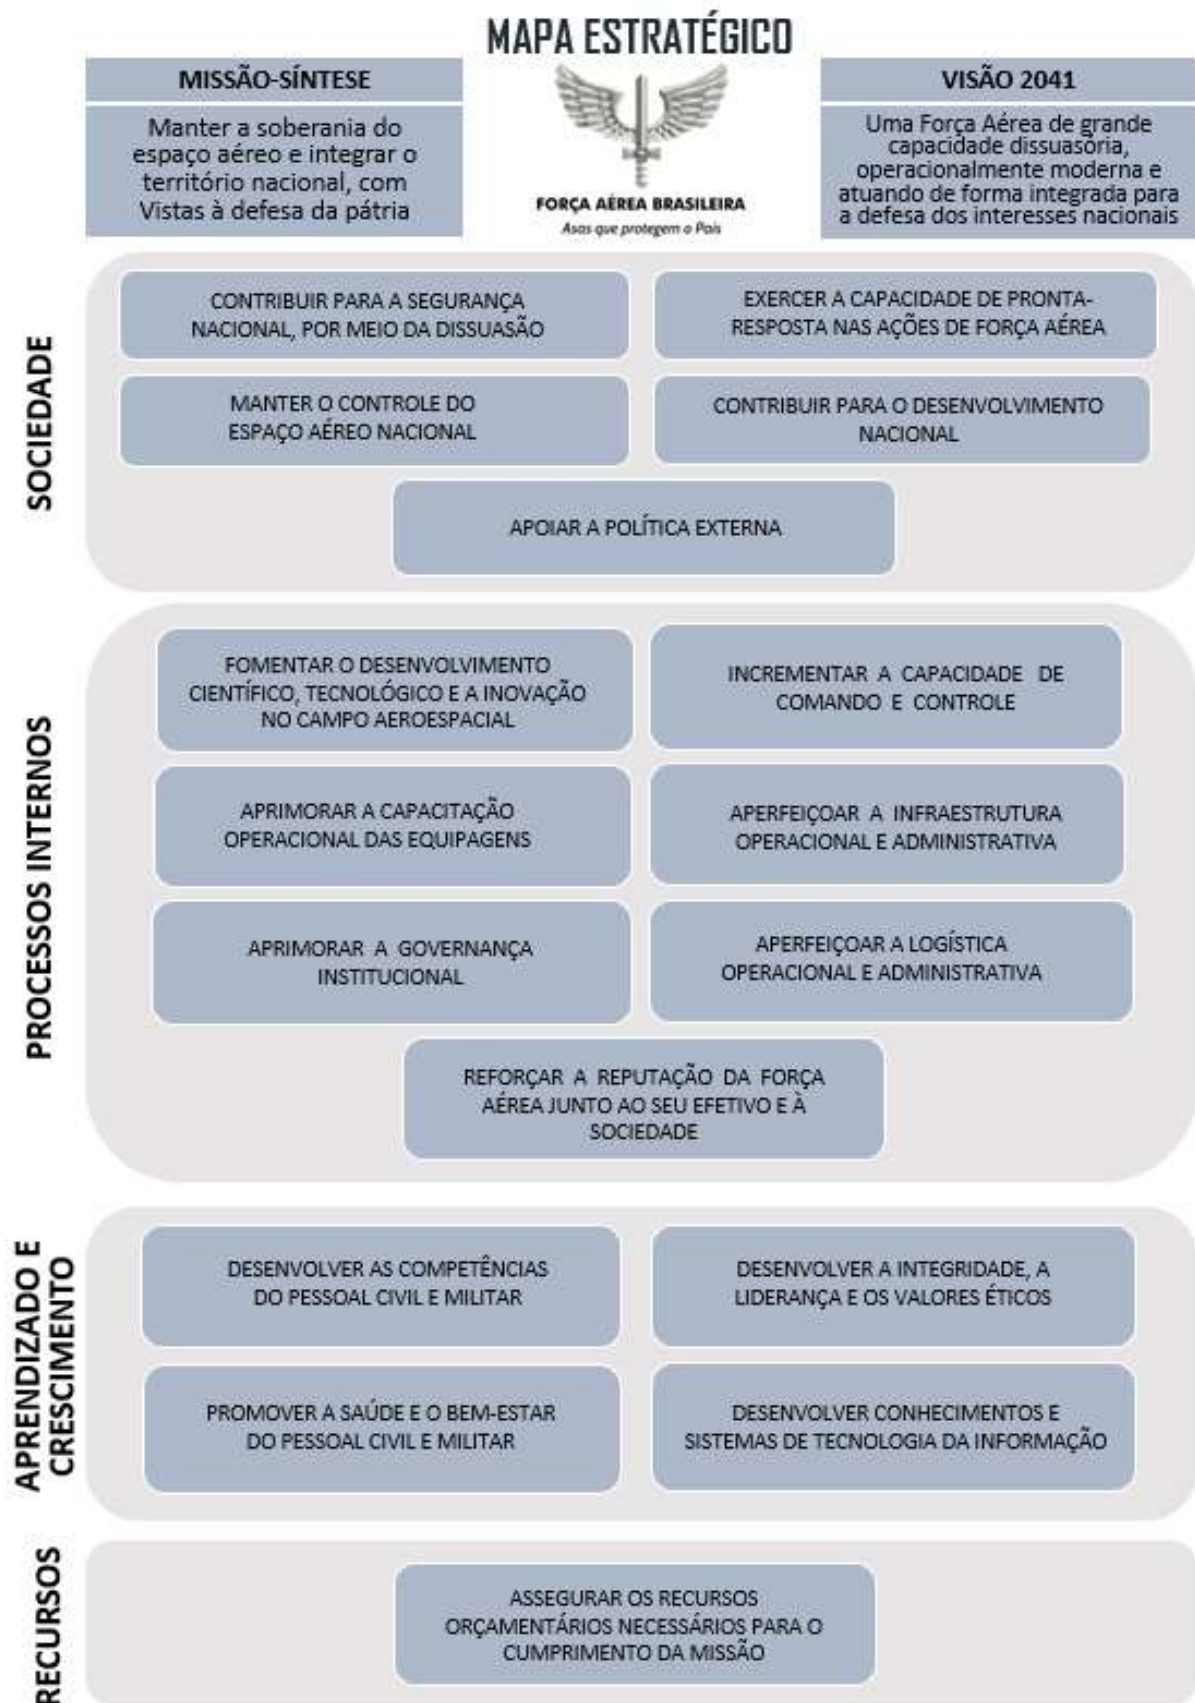 MAPA ESTRATÉGICO
MISSÃO-SÍNTESE
Manter a soberania do
espaço aéreo e integrar o
território nacional, com
Vistas à defesa da pátria
FORÇA AÉREA BRASILEIRA
Asas que protegem o País
VISÃO 2041
Uma Força Aérea de grande
capacidade dissuasória,
operacionalmente moderna e
atuando de forma integrada para
a defesa dos interesses nacionais
SOCIEDADE
CONTRIBUIR PARA A SEGURANÇA
NACIONAL, POR MEIO DA DISSUASÃO
EXERCER A CAPACIDADE DE PRONTA-
RESPOSTA NAS AÇÕES DE FORÇA AÉREA
MANTER O CONTROLE DO
ESPAÇO AÉREO NACIONAL
CONTRIBUIR PARA O DESENVOLVIMENTO
NACIONAL
APOIAR A POLÍTICA EXTERNA
PROCESSOS INTERNOS
FOMENTAR O DESENVOLVIMENTO
CIENTÍFICO, TECNOLÓGICO E A INOVAÇÃO
NO CAMPO AEROESPACIAL
INCREMENTAR A CAPACIDADE DE
COMANDO E CONTROLE
APRIMORAR A CAPACITAÇÃO
OPERACIONAL DAS EQUIPAGENS
APERFEIÇOAR A INFRAESTRUTURA
OPERACIONAL E ADMINISTRATIVA
APRIMORAR A GOVERNANÇA
INSTITUCIONAL
APERFEIÇOAR A LOGÍSTICA
OPERACIONAL E ADMINISTRATIVA
REFORÇAR A REPUTAÇÃO DA FORÇA
AÉREA JUNTO AO SEU EFETIVO E À
SOCIEDADE
APRENDIZADO E
CRESCIMENTO
DESENVOLVER AS COMPETÊNCIAS
DO PESSOAL CIVIL E MILITAR
DESENVOLVER A INTEGRIDADE, A
LIDERANÇA E OS VALORES ÉTICOS
PROMOVER A SAÚDE E O BEM-ESTAR
DO PESSOAL CIVIL E MILITAR
DESENVOLVER CONHECIMENTOS E
SISTEMAS DE TECNOLOGIA DA INFORMAÇÃO
RECURSOS
ASSEGURAR OS RECURSOS
ORÇAMENTÁRIOS NECESSÁRIOS PARA O
CUMPRIMENTO DA MISSÃO